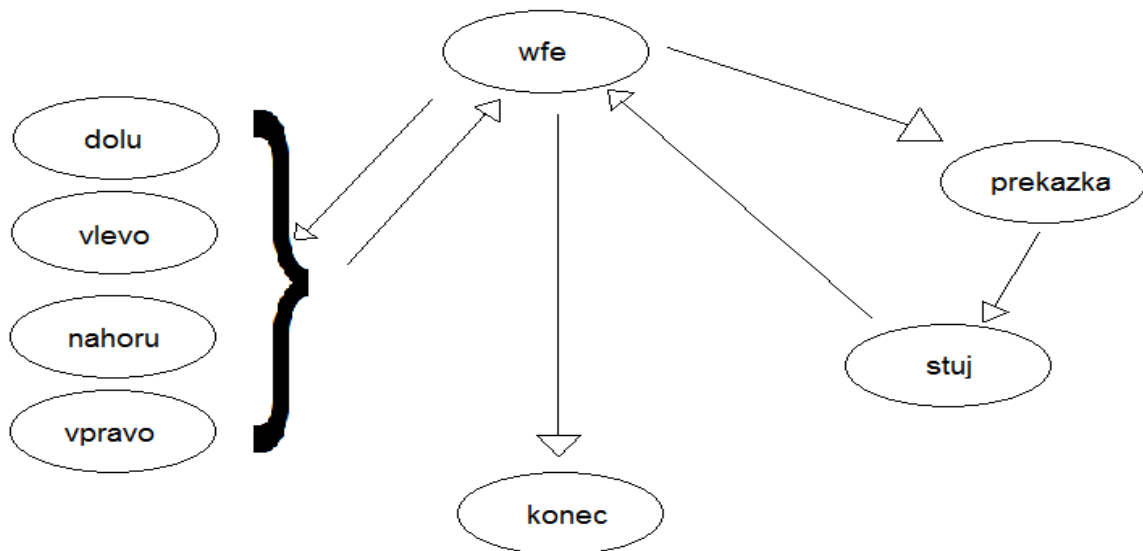 wfe
dolu
vlevo
nahoru
vpravo
prekazka
stuj
konec